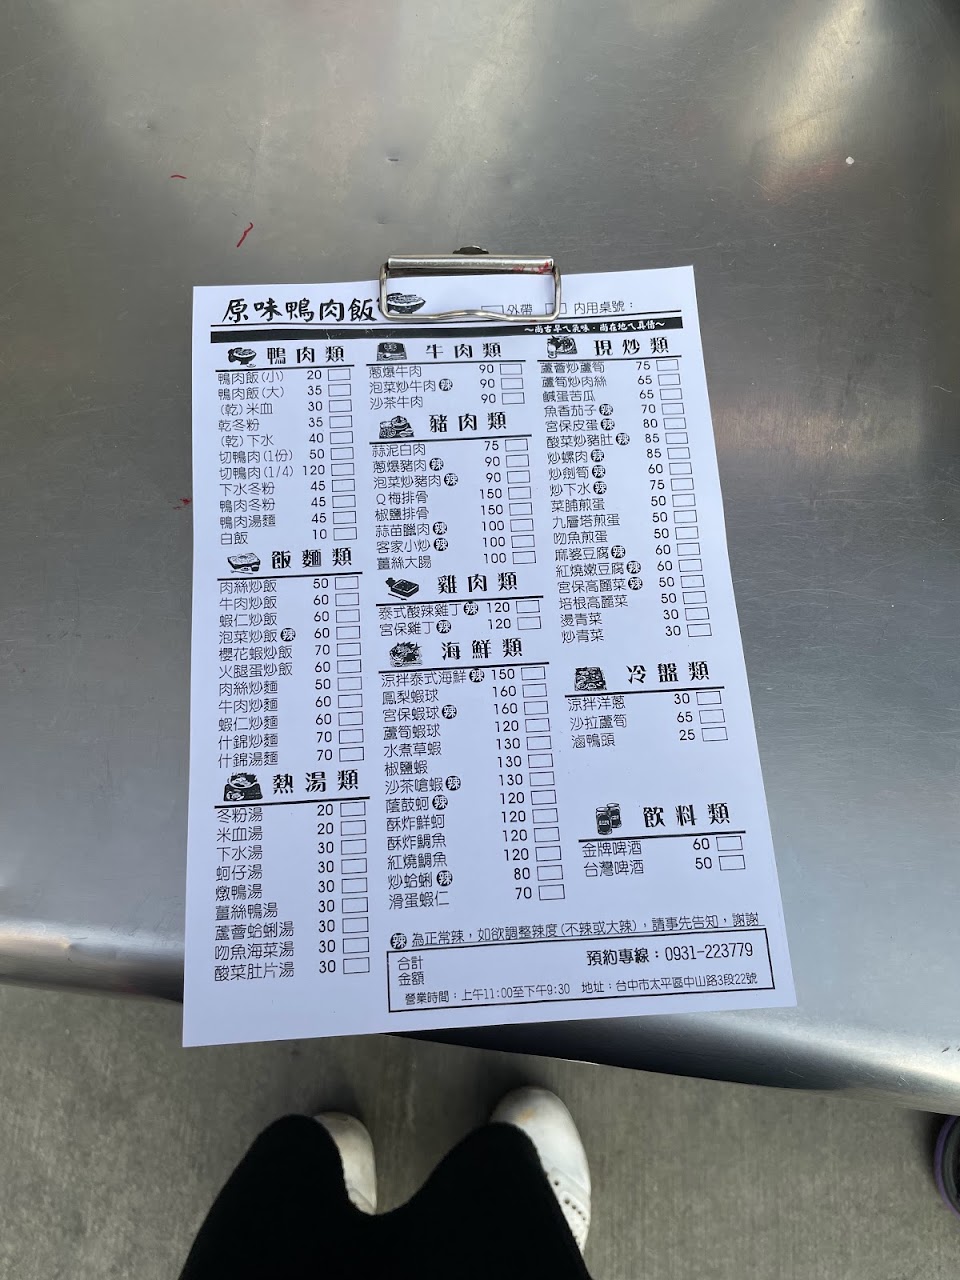 原味鴨肉飯
外帶 內用桌號：
～尚古早ㄟ氣味．尚在地ㄟ真情～
鴨肉類
鴨肉飯(小) 20
鴨肉飯(大) 35
(乾)米血 30
乾冬粉 35
(乾)下水 40
切鴨肉(1份) 50
切鴨肉(1/4) 120
下水冬粉 45
鴨肉冬粉 45
鴨肉湯麵 45
白飯 10
飯麵類
肉絲炒飯 50
牛肉炒飯 60
蝦仁炒飯 60
泡菜炒飯 辣 60
櫻花蝦炒飯 70
火腿蛋炒飯 60
肉絲炒麵 50
牛肉炒麵 60
蝦仁炒麵 60
什錦炒麵 70
什錦湯麵 70
熱湯類
冬粉湯 20
米血湯 20
下水湯 30
蚵仔湯 30
燉鴨湯 30
薑絲鴨湯 30
蘆薈蛤蜊湯 30
吻魚海菜湯 30
酸菜肚片湯 30
牛肉類
蔥爆牛肉 90
泡菜炒牛肉 辣 90
沙茶牛肉 90
豬肉類
蒜泥白肉 75
蔥爆豬肉 辣 90
泡菜炒豬肉 辣 90
Q梅排骨 150
椒鹽排骨 150
蒜苗臘肉 辣 100
客家小炒 辣 100
薑絲大腸 100
雞肉類
泰式酸辣雞丁 辣 120
宮保雞丁 辣 120
海鮮類
涼拌泰式海鮮 辣 150
鳳梨蝦球 160
宮保蝦球 辣 160
蘆筍蝦球 120
水煮草蝦 130
椒鹽蝦 130
沙茶嗆蝦 辣 130
蔭鼓蚵 辣 120
酥炸鮮蚵 120
酥炸鯛魚 120
紅燒鯛魚 120
炒蛤蜊 辣 80
滑蛋蝦仁 70
現炒類
蘆薈炒蘆筍 75
蘆筍炒肉絲 65
鹹蛋苦瓜 65
魚香茄子 辣 70
宮保皮蛋 辣 80
酸菜炒豬肚 辣 85
炒螺肉 辣 85
炒劍筍 辣 60
炒下水 辣 75
菜脯煎蛋 50
九層塔煎蛋 50
吻魚煎蛋 50
麻婆豆腐 辣 60
紅燒嫩豆腐 辣 60
宮保高麗菜 辣 50
培根高麗菜 50
燙青菜 30
炒青菜 30
冷盤類
涼拌洋蔥 30
沙拉蘆筍 65
滷鴨頭 25
飲料類
金牌啤酒 60
台灣啤酒 50
辣 為正常辣，如欲調整辣度(不辣或大辣)，請事先告知，謝謝
合計
金額
預約專線：0931-223779
營業時間：上午11:00至下午9:30 地址：台中市太平區中山路3段22號